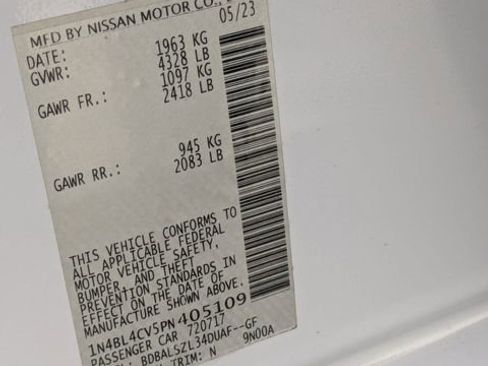 MFD BY NISSAN MOTOR CO.,
DATE: 05/23
GVWR: 1963 KG
4328 LB
GAWR FR.: 1097 KG
2418 LB
GAWR RR.: 945 KG
2083 LB
THIS VEHICLE CONFORMS TO
ALL APPLICABLE FEDERAL
MOTOR VEHICLE SAFETY,
BUMPER, AND THEFT
PREVENTION STANDARDS IN
EFFECT ON THE DATE OF
MANUFACTURE SHOWN ABOVE.
1N4BL4CV5PN405109
PASSENGER CAR 720717
BDBALSZL34DUAF--GF
TRIM: N 9N00A